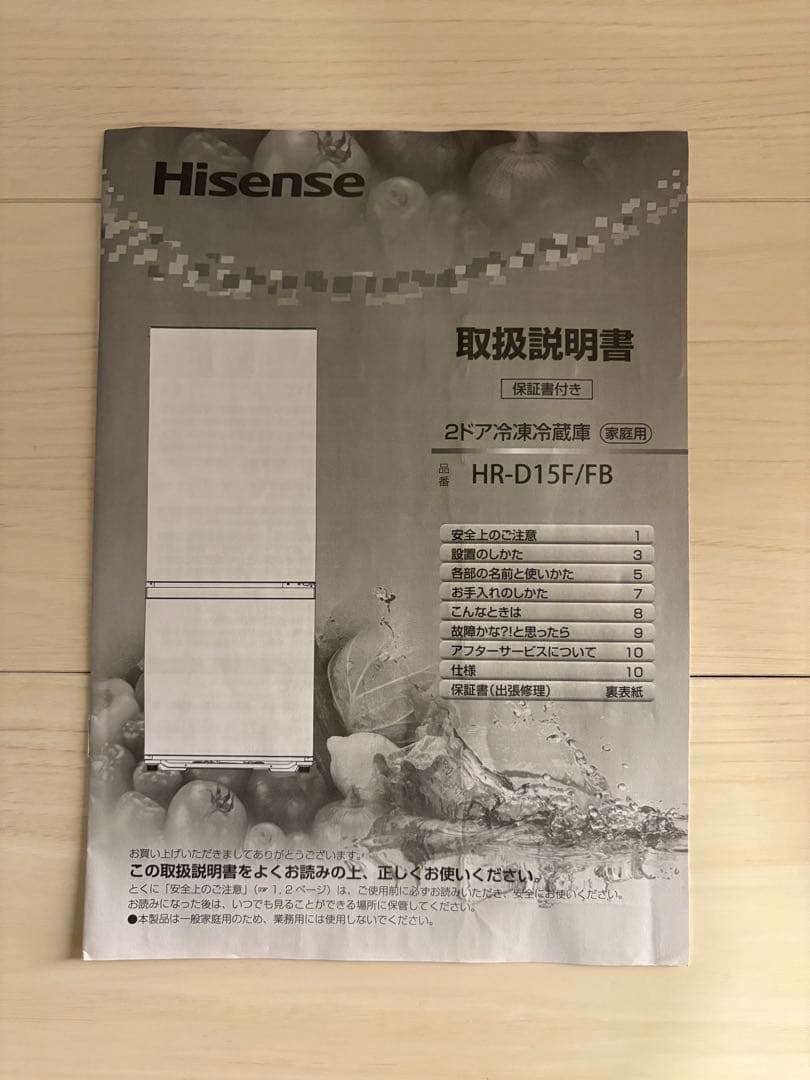 Hisense
取扱説明書
保証書付き
2ドア冷凍冷蔵庫 家庭用
品番 HR-D15F/FB
安全上のご注意 1
設置のしかた 3
各部の名前と使いかた 5
お手入れのしかた 7
こんなときは 8
故障かな?!と思ったら 9
アフターサービスについて 10
仕様 10
保証書(出張修理) 裏表紙
お買い上げいただきましてありがとうございます。
この取扱説明書をよくお読みの上、正しくお使いください。
とくに「安全上のご注意」(☞1, 2ページ)は、ご使用前に必ずお読みいただき、安全にお使いください。
お読みになった後は、いつでも見ることができる場所に保管してください。
●本製品は一般家庭用のため、業務用には使用しないでください。